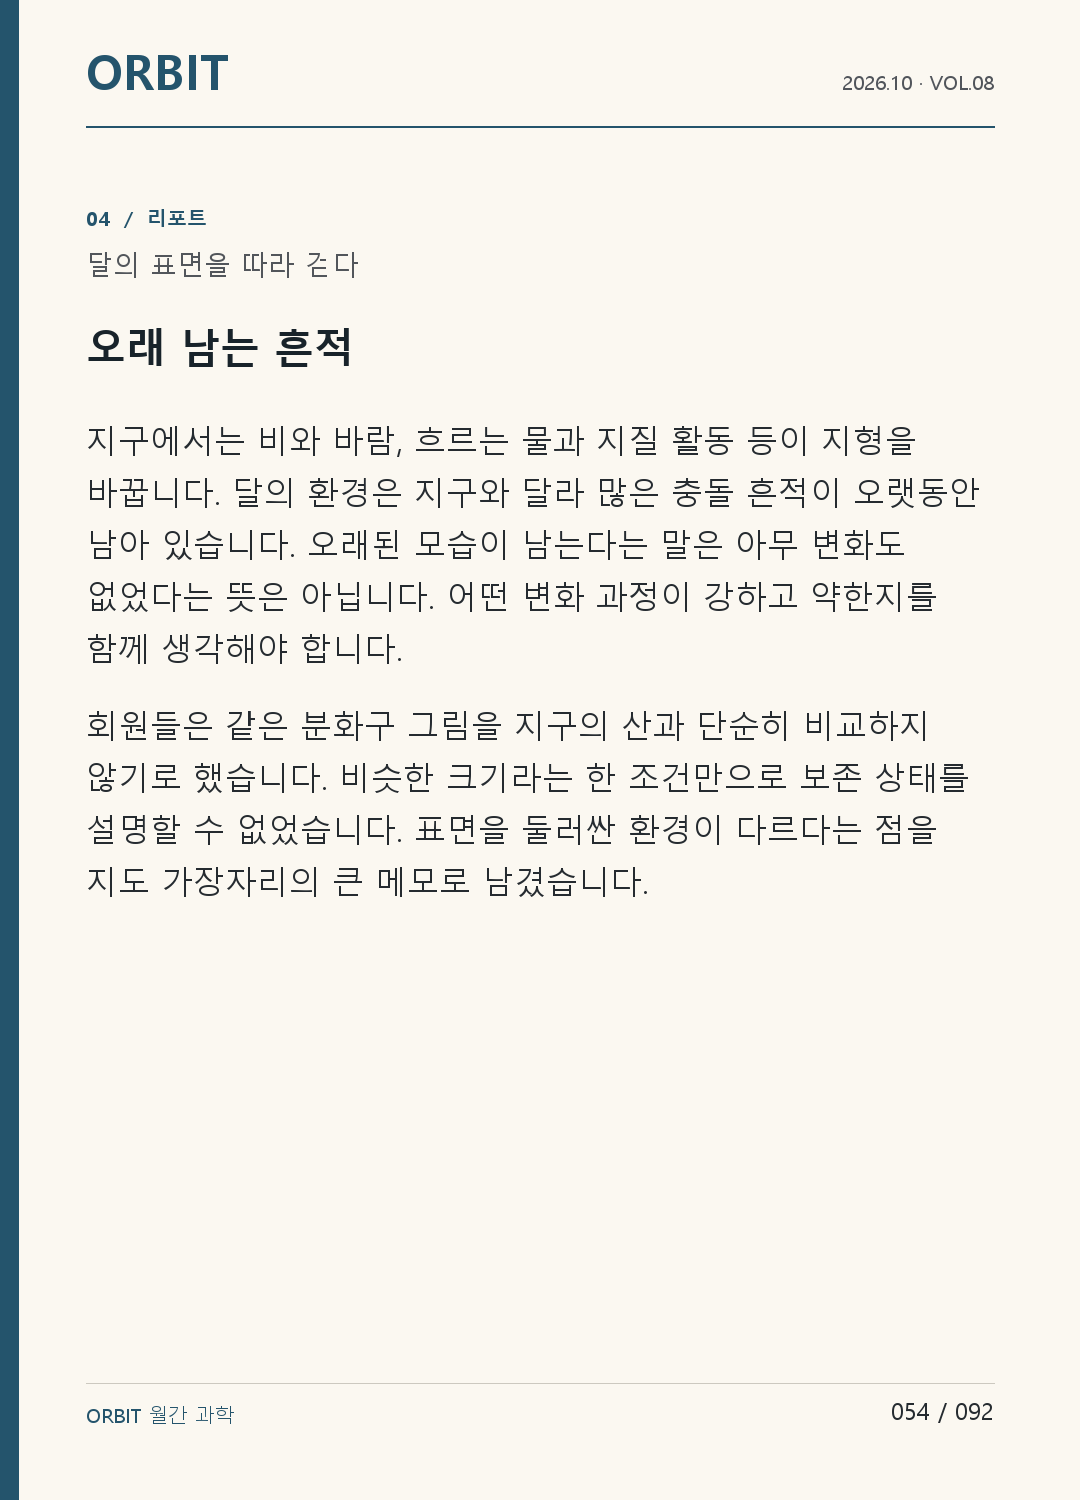 ORBIT
2026.10 · VOL.08
04 / 리포트
달의 표면을 따라 걷다
오래 남는 흔적
지구에서는 비와 바람, 흐르는 물과 지질 활동 등이 지형을
바꿉니다. 달의 환경은 지구와 달라 많은 충돌 흔적이 오랫동안
남아 있습니다. 오래된 모습이 남는다는 말은 아무 변화도
없었다는 뜻은 아닙니다. 어떤 변화 과정이 강하고 약한지를
함께 생각해야 합니다.
회원들은 같은 분화구 그림을 지구의 산과 단순히 비교하지
않기로 했습니다. 비슷한 크기라는 한 조건만으로 보존 상태를
설명할 수 없었습니다. 표면을 둘러싼 환경이 다르다는 점을
지도 가장자리의 큰 메모로 남겼습니다.
ORBIT 월간 과학
054 / 092